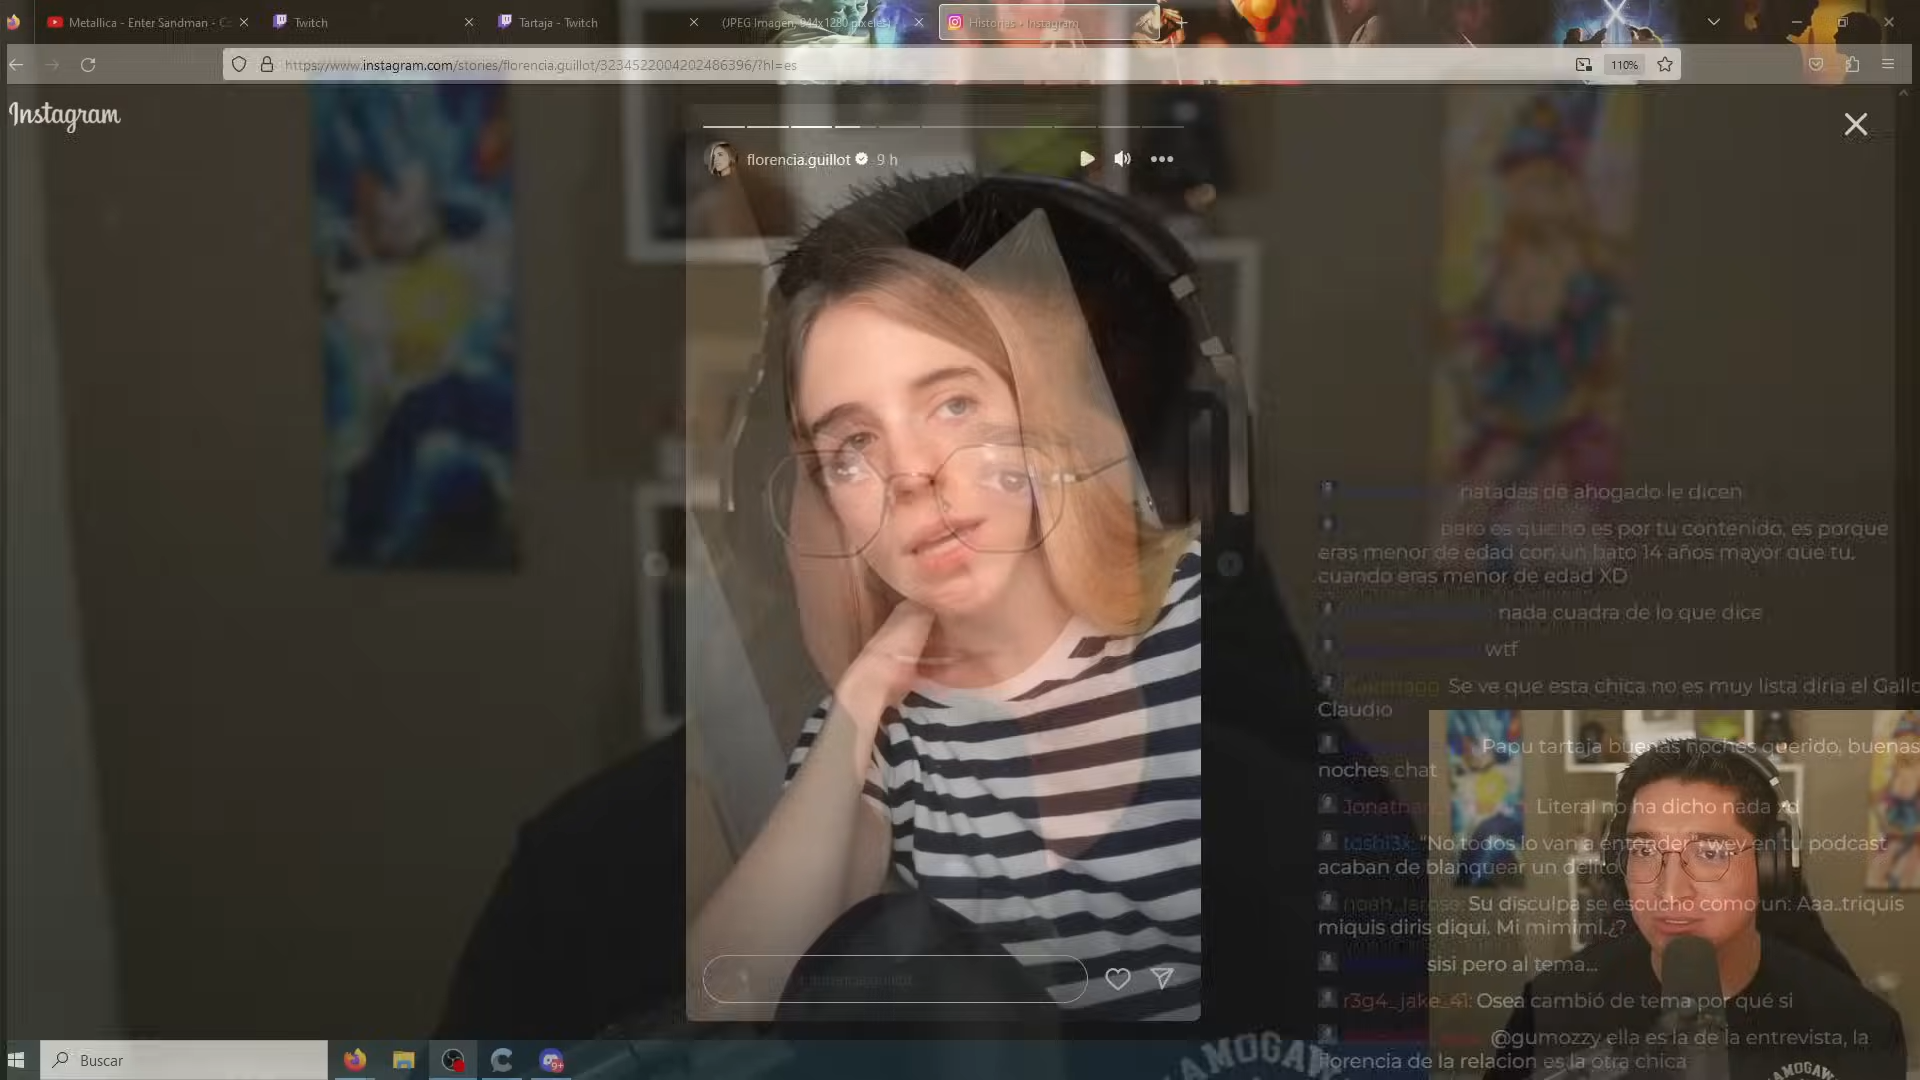 Metallica - Enter Sandman -
Twitch
Tartaja - Twitch
(JPEG Imagen, 944x1280 píxeles)
Historias • Instagram
https://www.instagram.com/stories/florencia.guillot/3234522004202486396/?hl=es
110%
Instagram
florencia.guillot 9 h
natadas de ahogado le dicen
pero es que no es por tu contenido, es porque
eras menor de edad con un bato 14 años mayor que tu.
cuando eras menor de edad XD
nada cuadra de lo que dice
wtf
Se ve que esta chica no es muy lista diria el Gallo
Claudio
Papu tartaja buenas noches querido, buenas
noches chat
Literal no ha dicho nada xd
toshi3x: "No todos lo van a entender" wey en tu podcast
acaban de blanquear un delito
Su disculpa se escucho como un: Aaa..triquis
miquis diris diqui. Mi mimimi.¿?
sisi pero al tema...
r3g4_jake_41: Osea cambió de tema por qué si
@gumozzy ella es la de la entrevista, la
florencia de la relacion es la otra chica
Buscar
9+